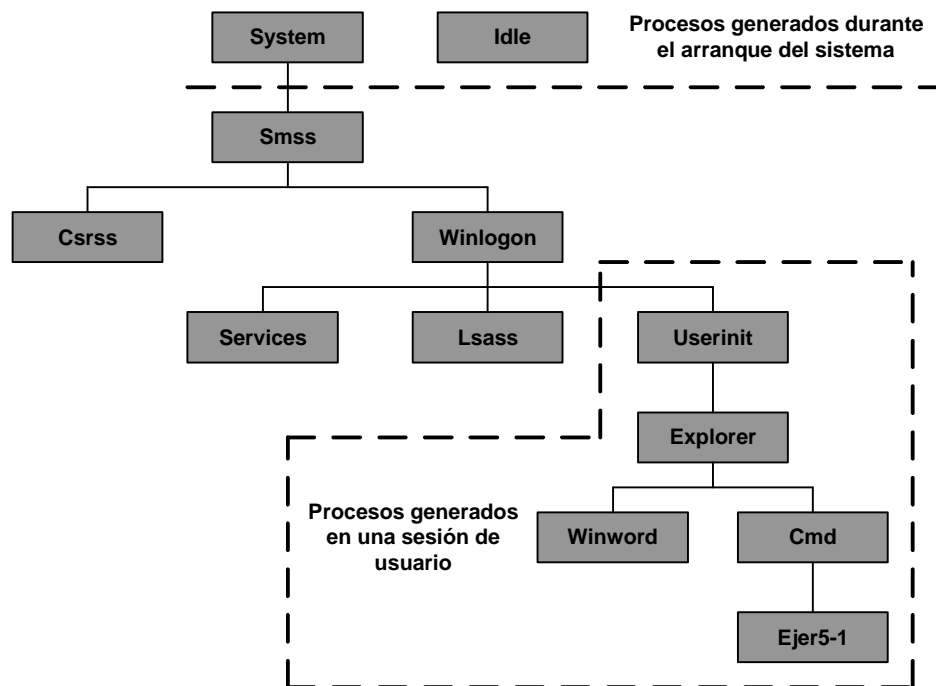 System
Idle
Procesos generados durante
el arranque del sistema
Smss
Csrss
Winlogon
Services
Lsass
Userinit
Explorer
Procesos generados
en una sesión de
usuario
Winword
Cmd
Ejer5-1